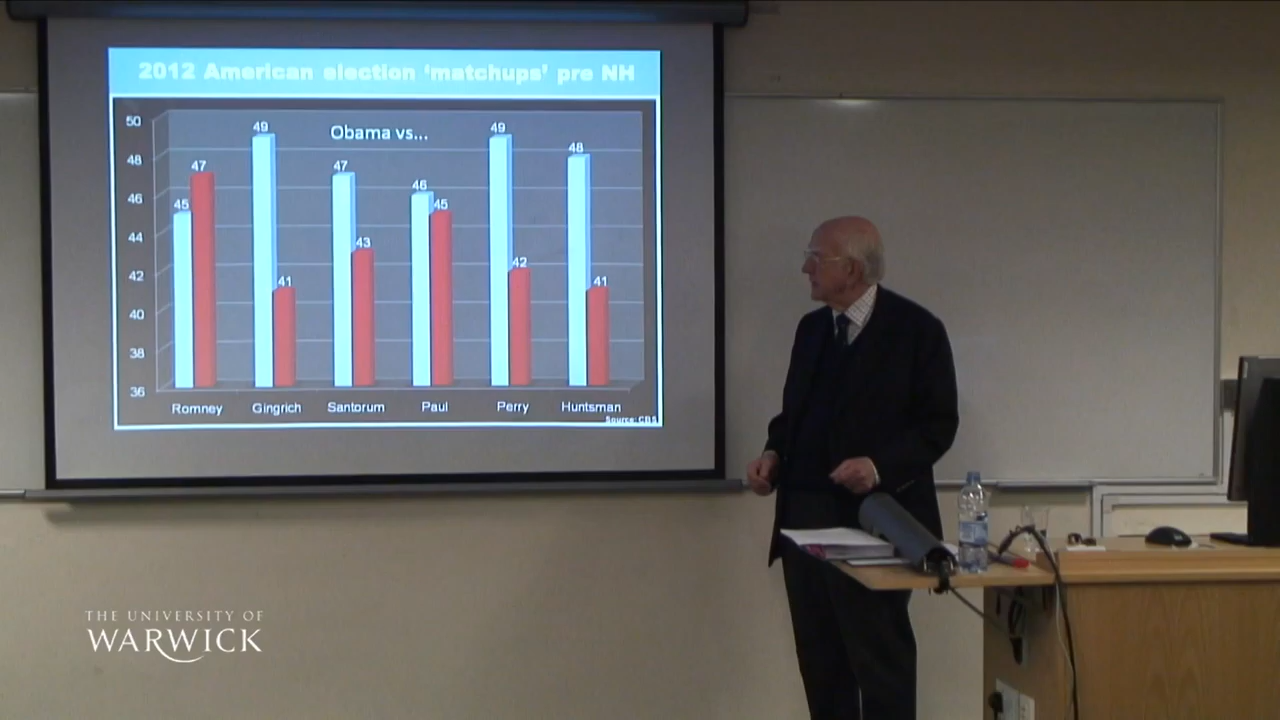 2012 American election 'matchups' pre NH
Obama vs...
50
48
46
44
42
40
38
36
45
47
49
41
47
43
46
45
49
42
48
41
Romney
Gingrich
Santorum
Paul
Perry
Huntsman
Source: CBS
THE UNIVERSITY OF
WARWICK